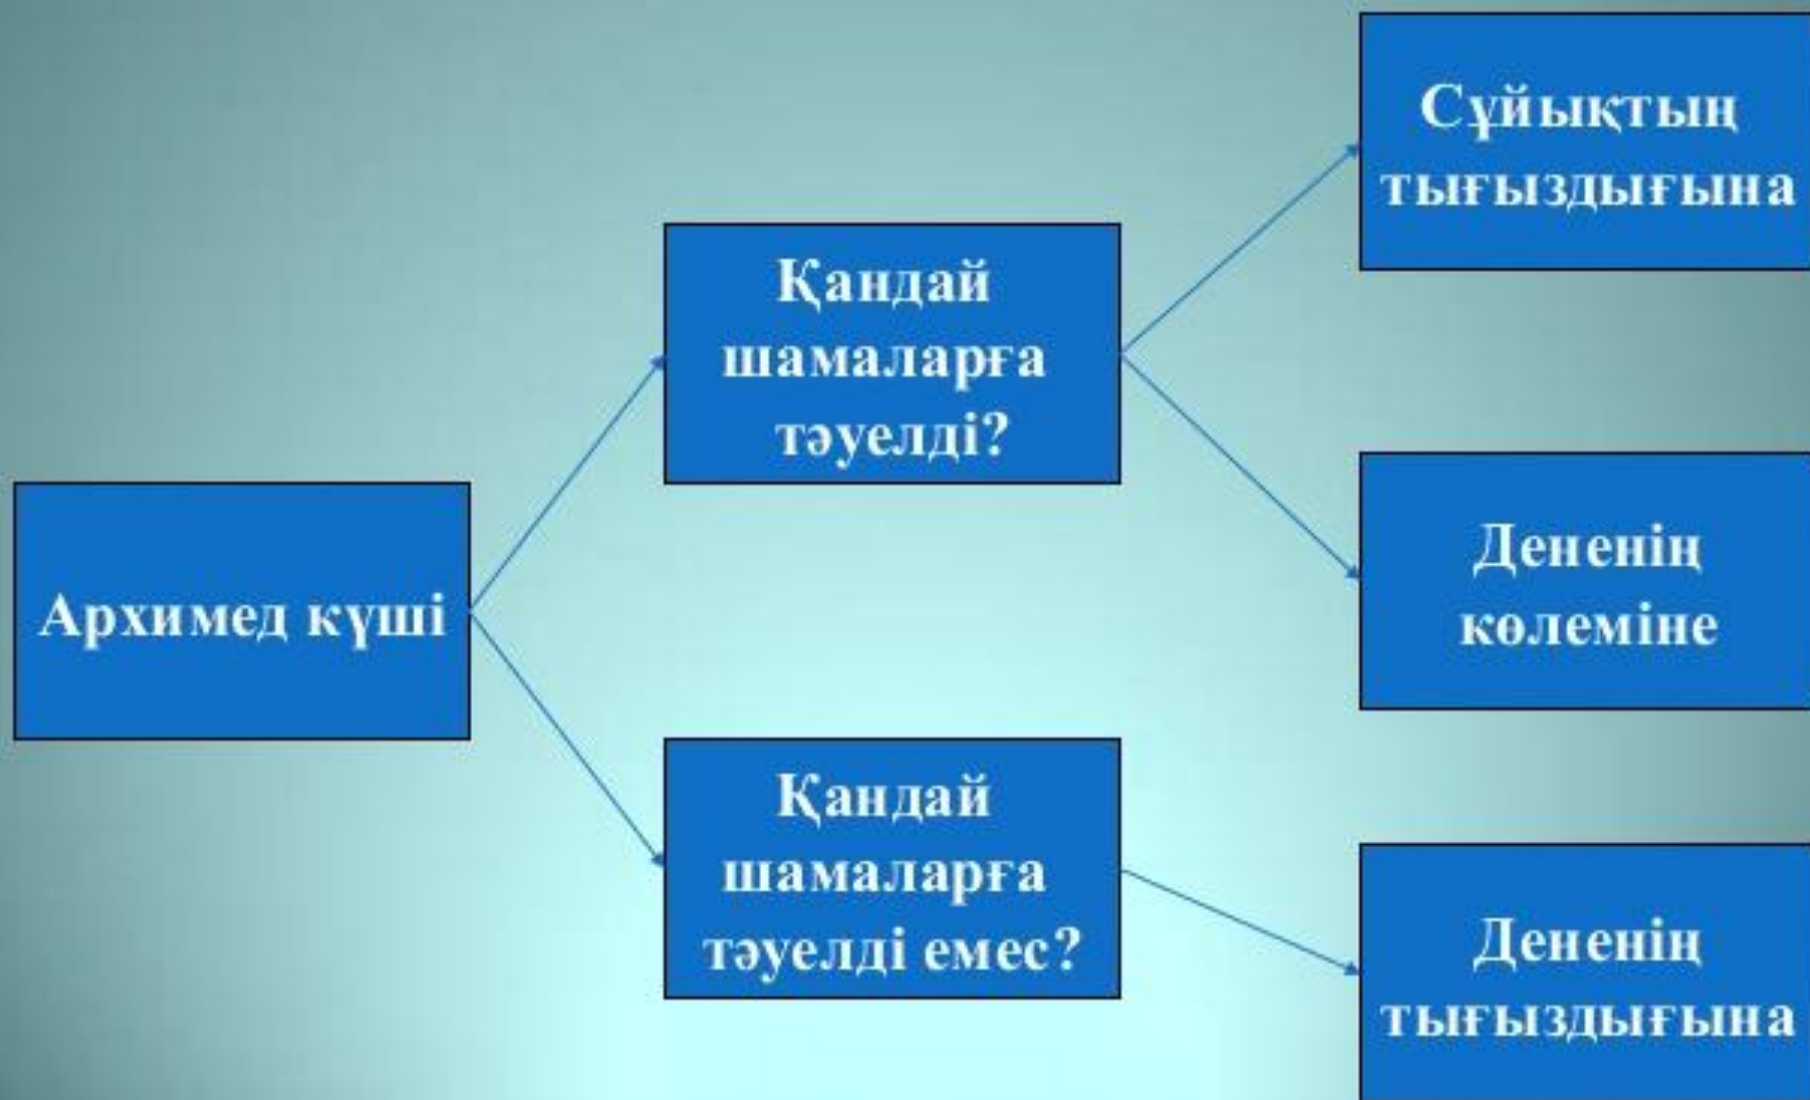 Архимед күші
Қандай
шамаларға
тәуелді?
Сұйықтың
тығыздығына
Дененің
көлеміне
Қандай
шамаларға
тәуелді емес?
Дененің
тығыздығына